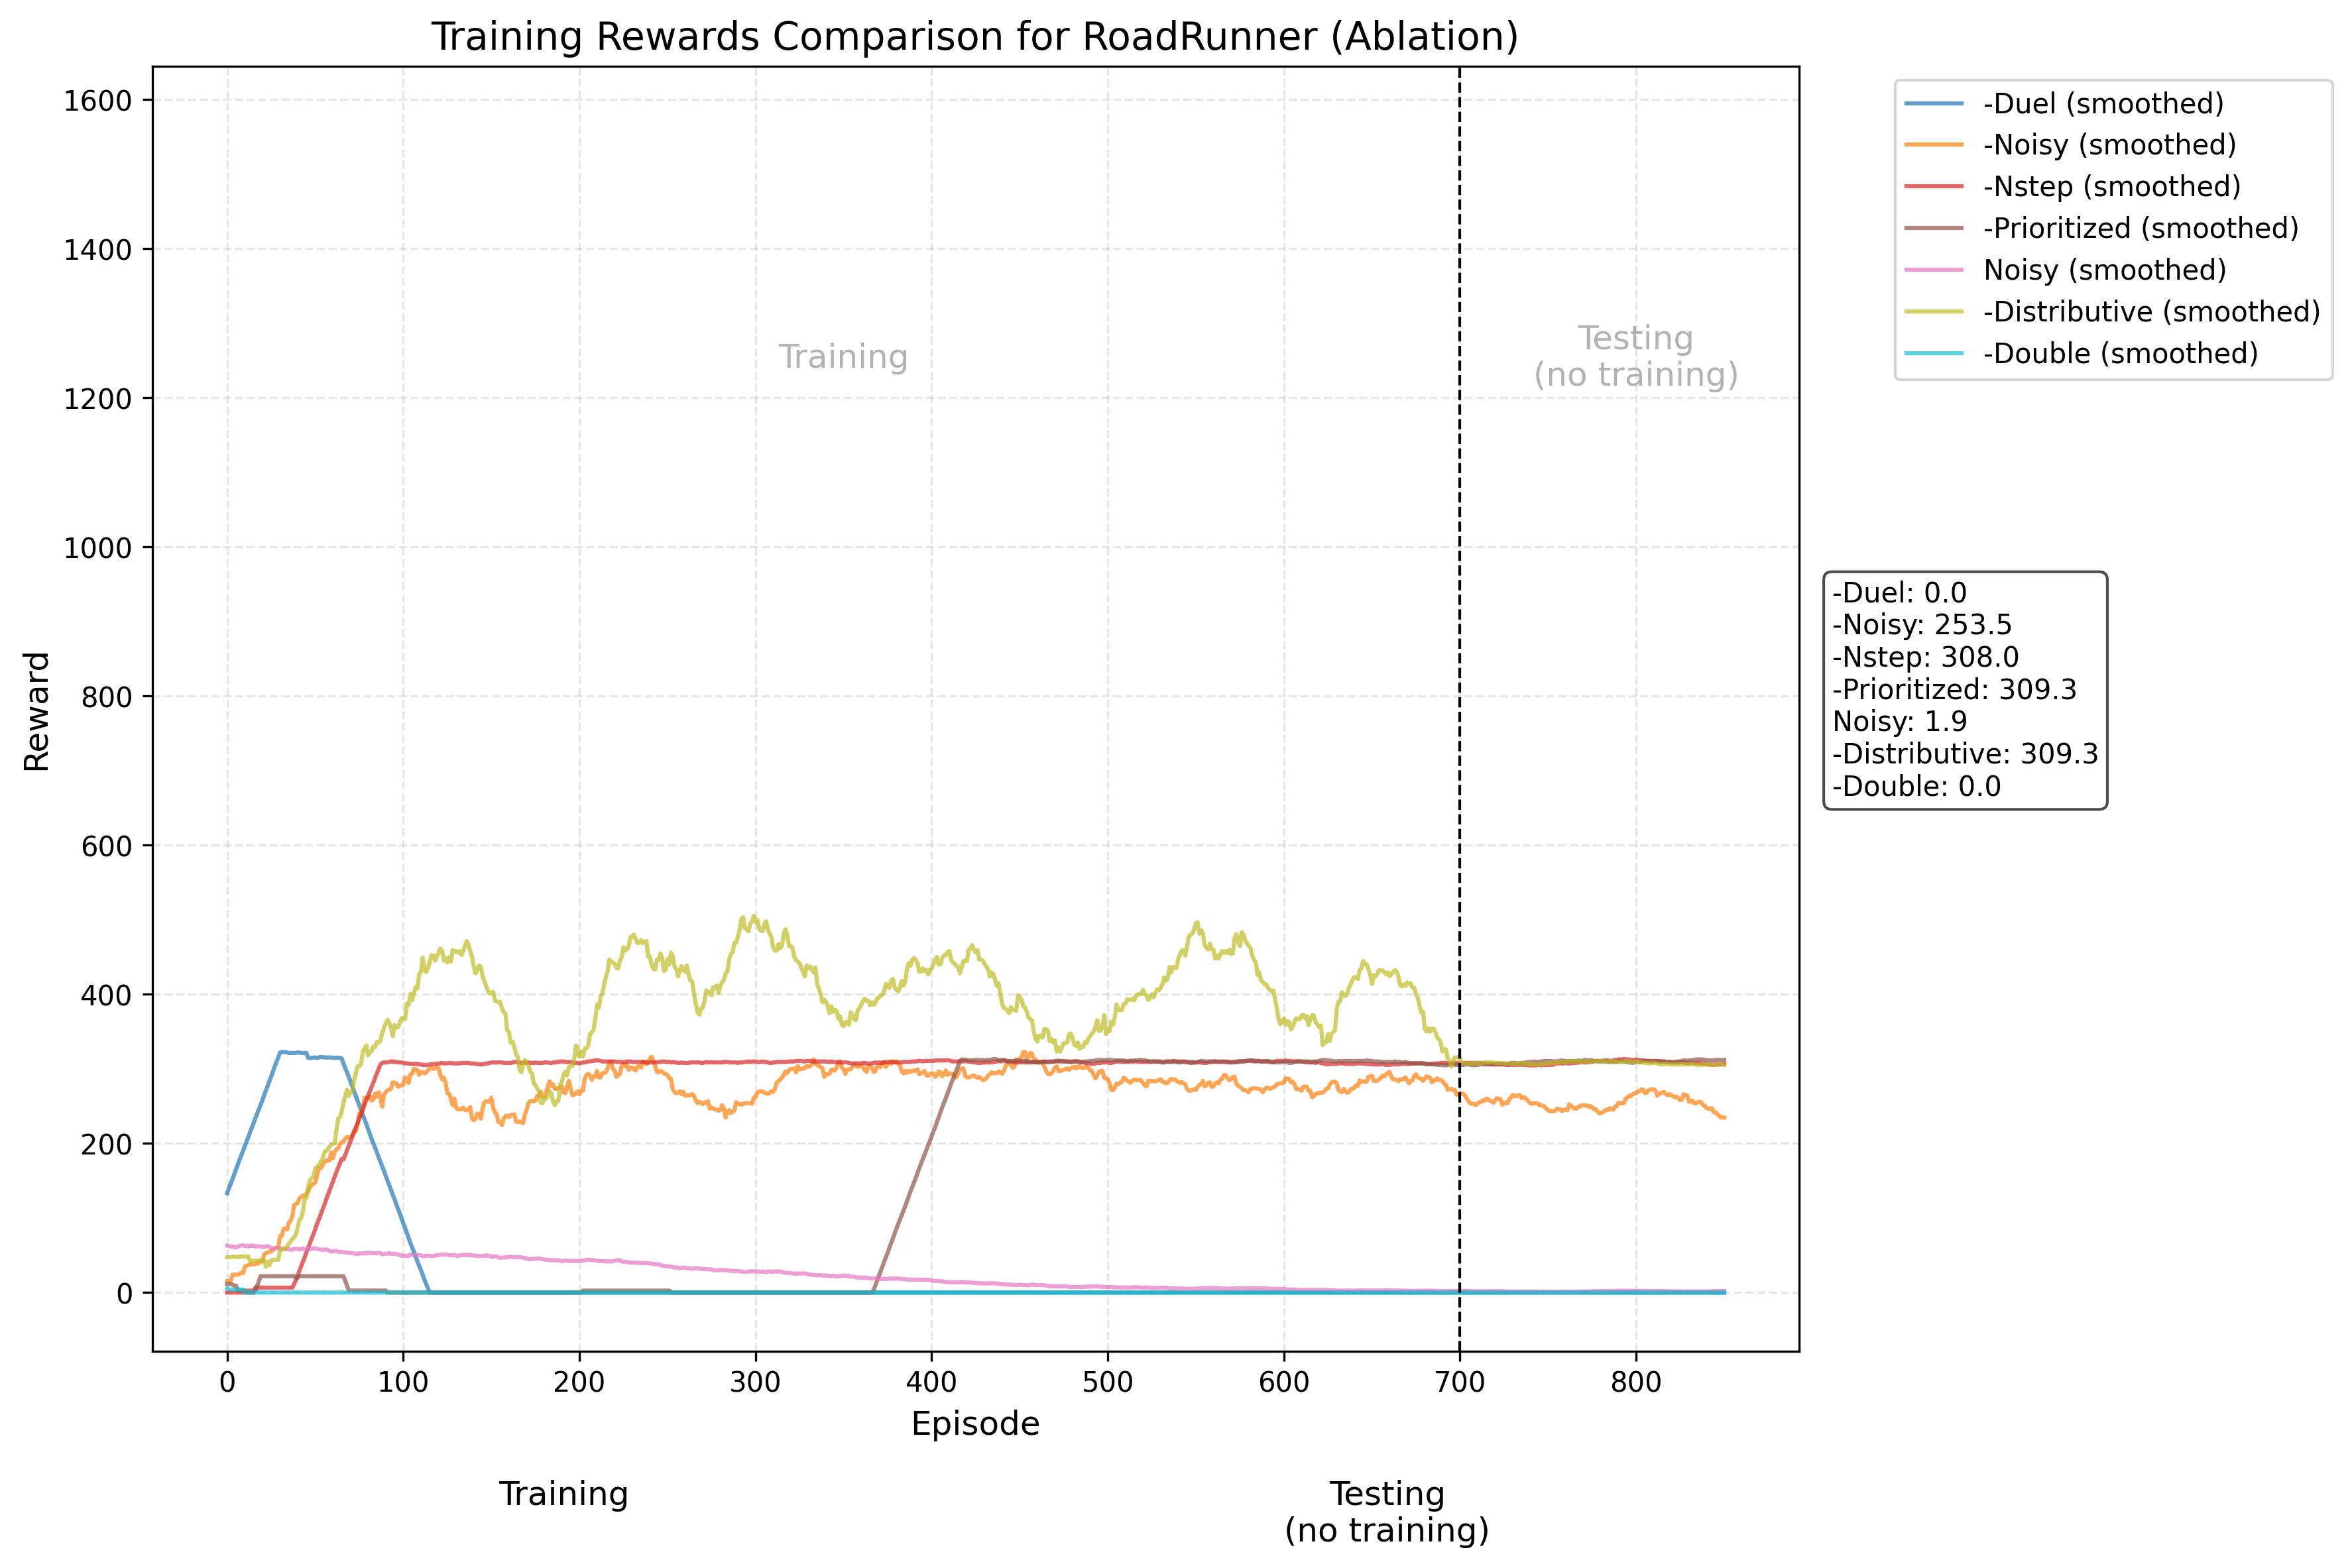 Training Rewards Comparison for RoadRunner (Ablation)
1600
1400
1200
1000
800
600
400
200
0
Reward
Training
Testing
(no training)
0
100
200
300
400
500
600
700
800
Episode
Training
Testing
(no training)
-Duel (smoothed)
-Noisy (smoothed)
-Nstep (smoothed)
-Prioritized (smoothed)
Noisy (smoothed)
-Distributive (smoothed)
-Double (smoothed)
-Duel: 0.0
-Noisy: 253.5
-Nstep: 308.0
-Prioritized: 309.3
Noisy: 1.9
-Distributive: 309.3
-Double: 0.0